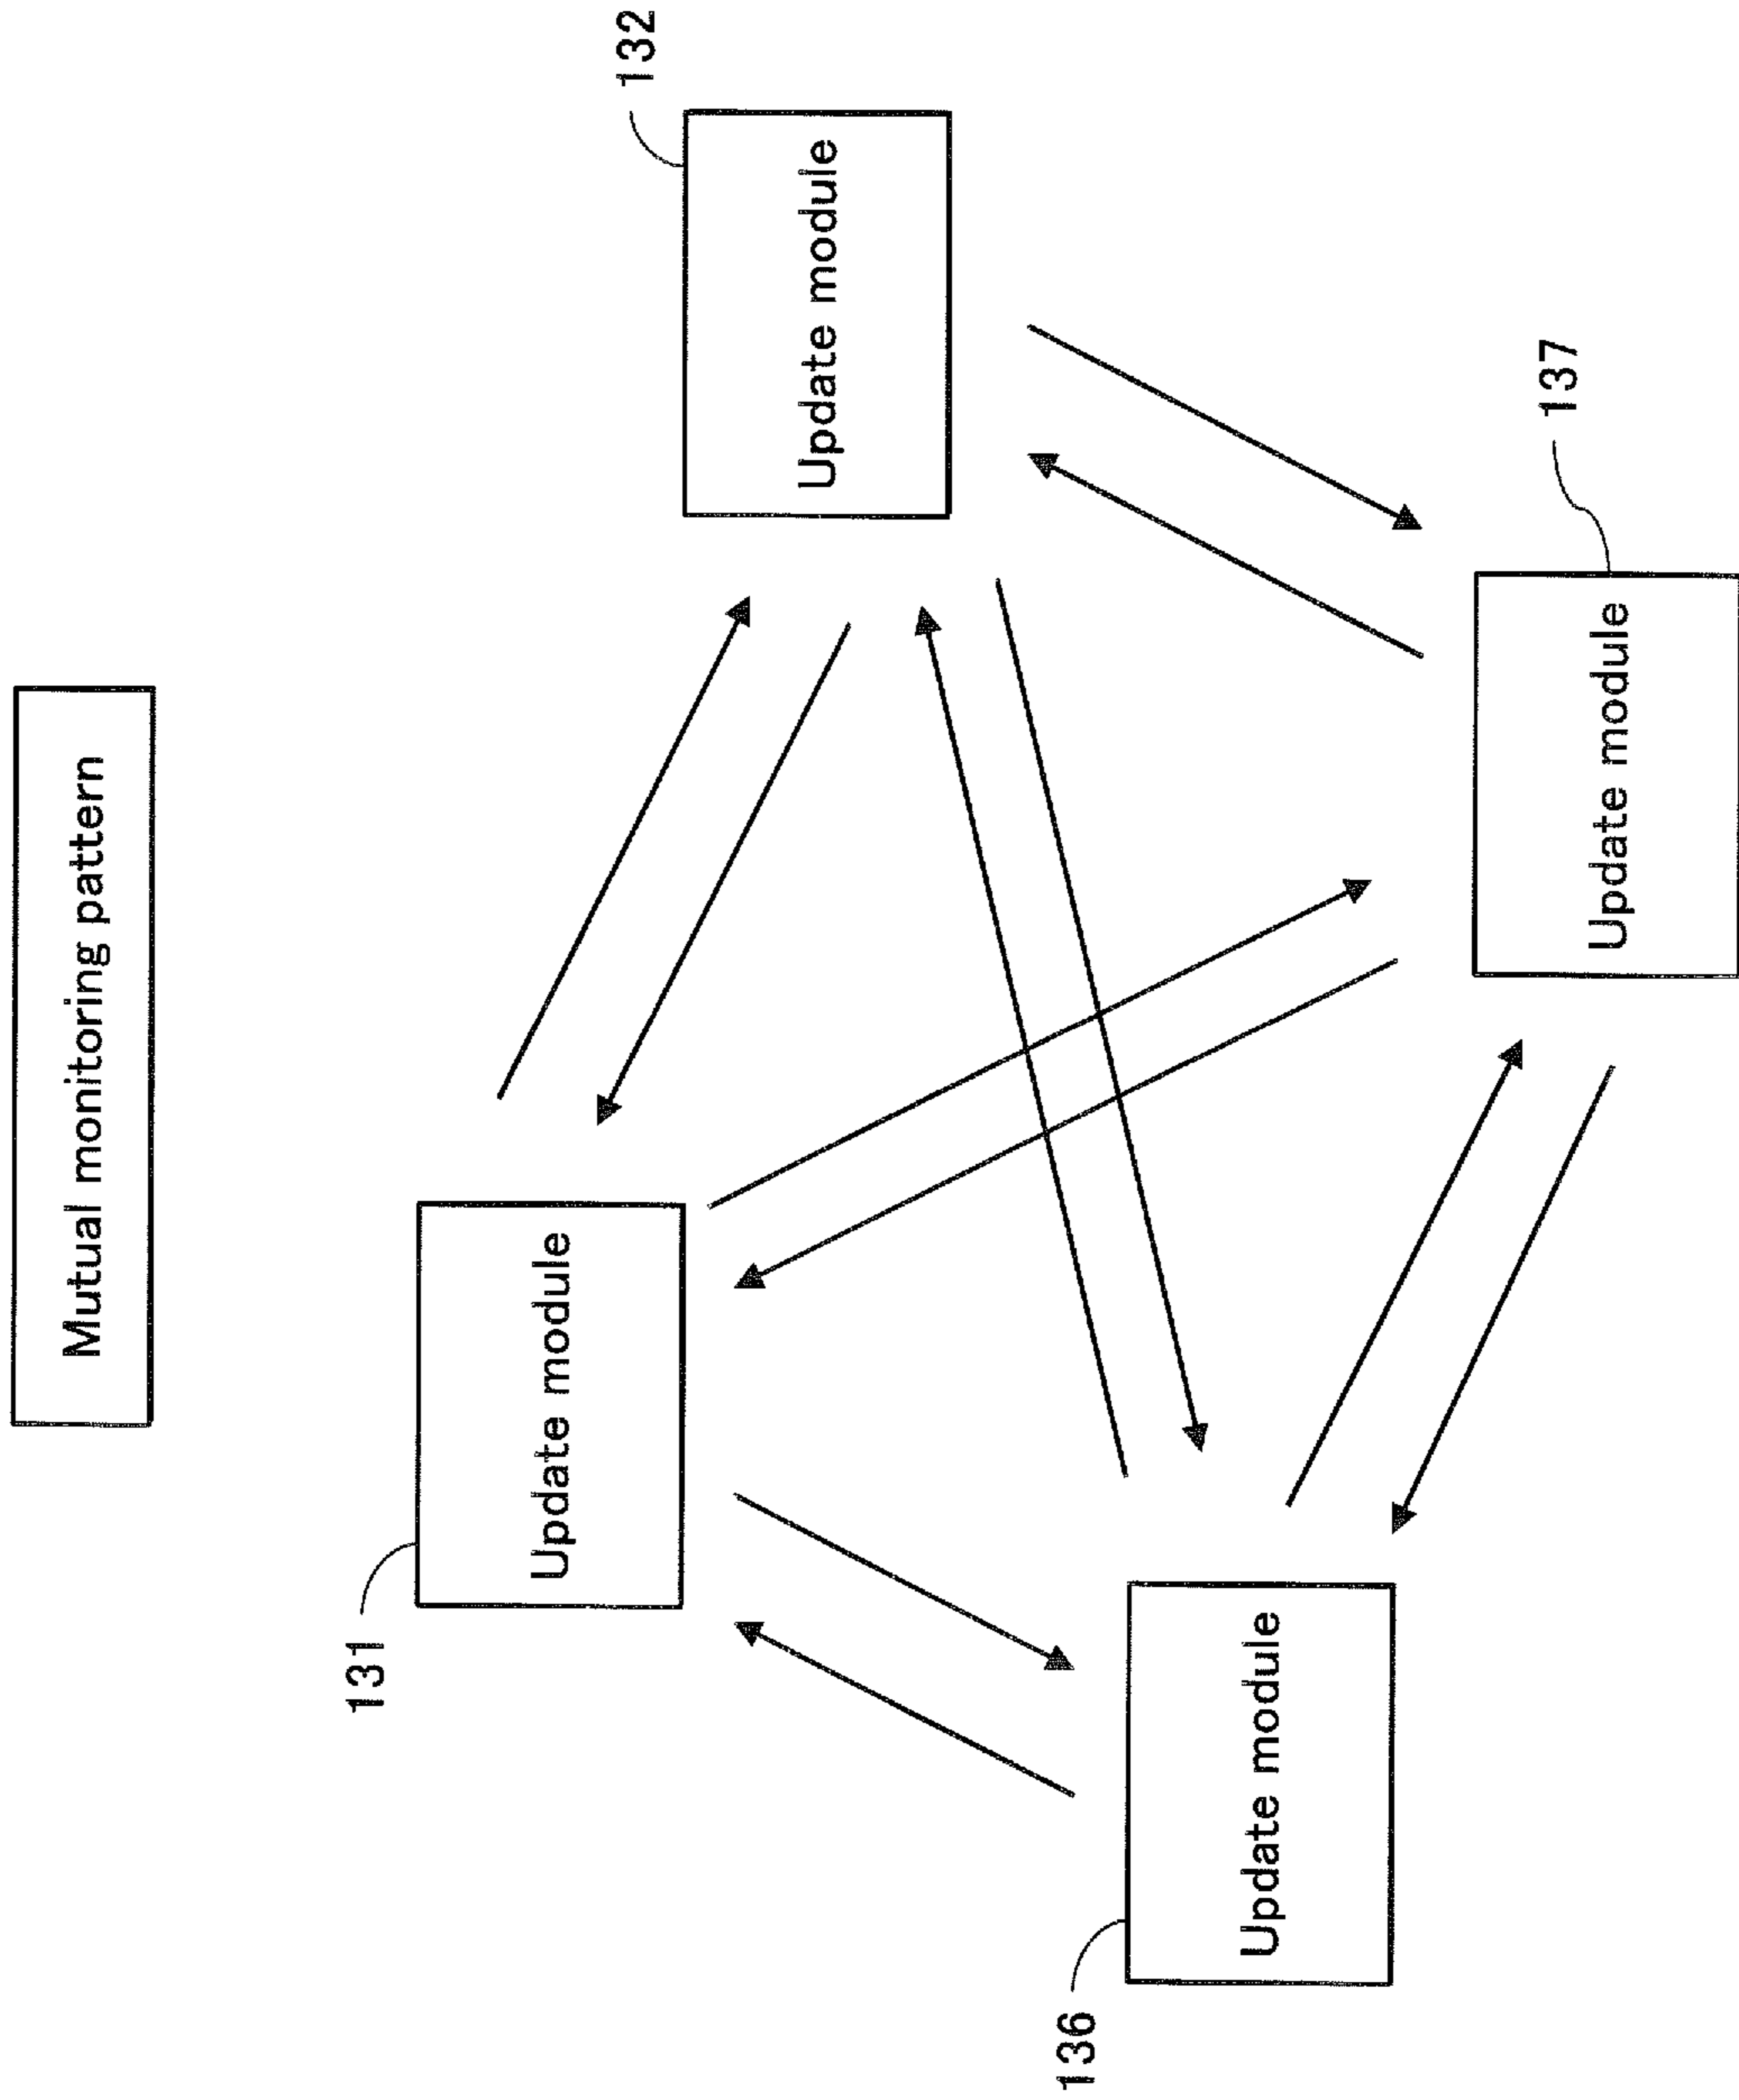 Mutual monitoring pattern
131
Update module
132
Update module
136
Update module
137
Update module